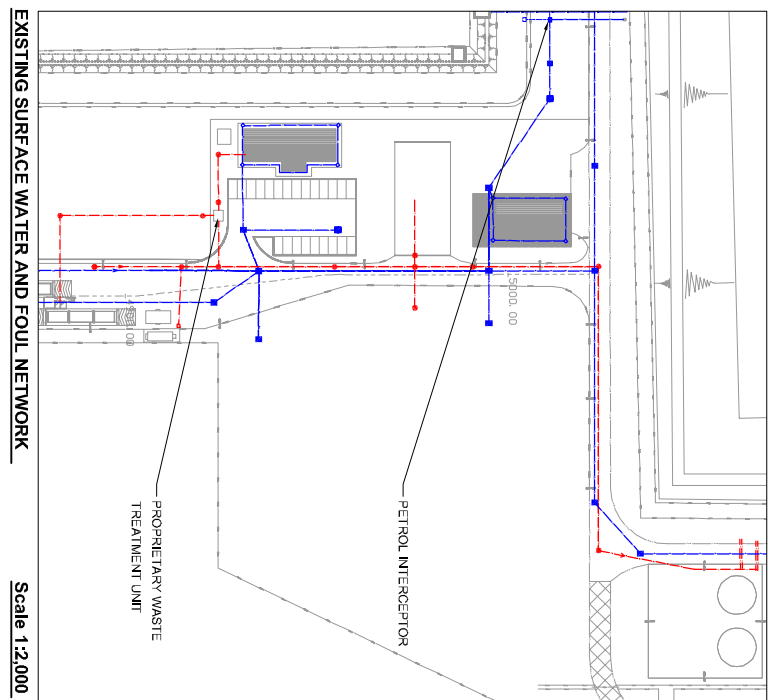 EXISTING SURFACE WATER AND FOUL NETWORK
Scale 1:2,000
PROPRIETARY WASTE
TREATMENT UNIT
PETROL INTERCEPTOR
5000.00